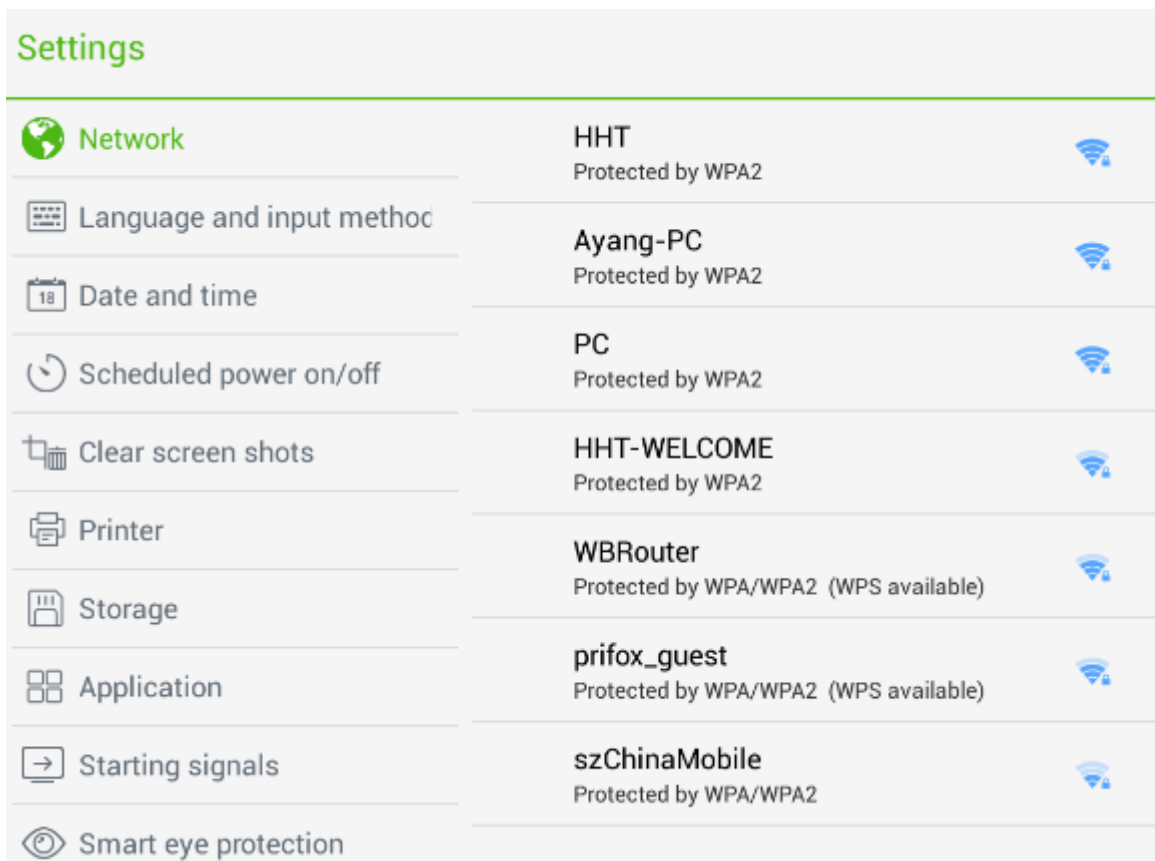 Settings
Network
Language and input method
Date and time
18
Scheduled power on/off
Clear screen shots
Printer
Storage
Application
Starting signals
Smart eye protection
HHT
Protected by WPA2
Ayang-PC
Protected by WPA2
PC
Protected by WPA2
HHT-WELCOME
Protected by WPA2
WBRouter
Protected by WPA/WPA2 (WPS available)
prifox_guest
Protected by WPA/WPA2 (WPS available)
szChinaMobile
Protected by WPA/WPA2